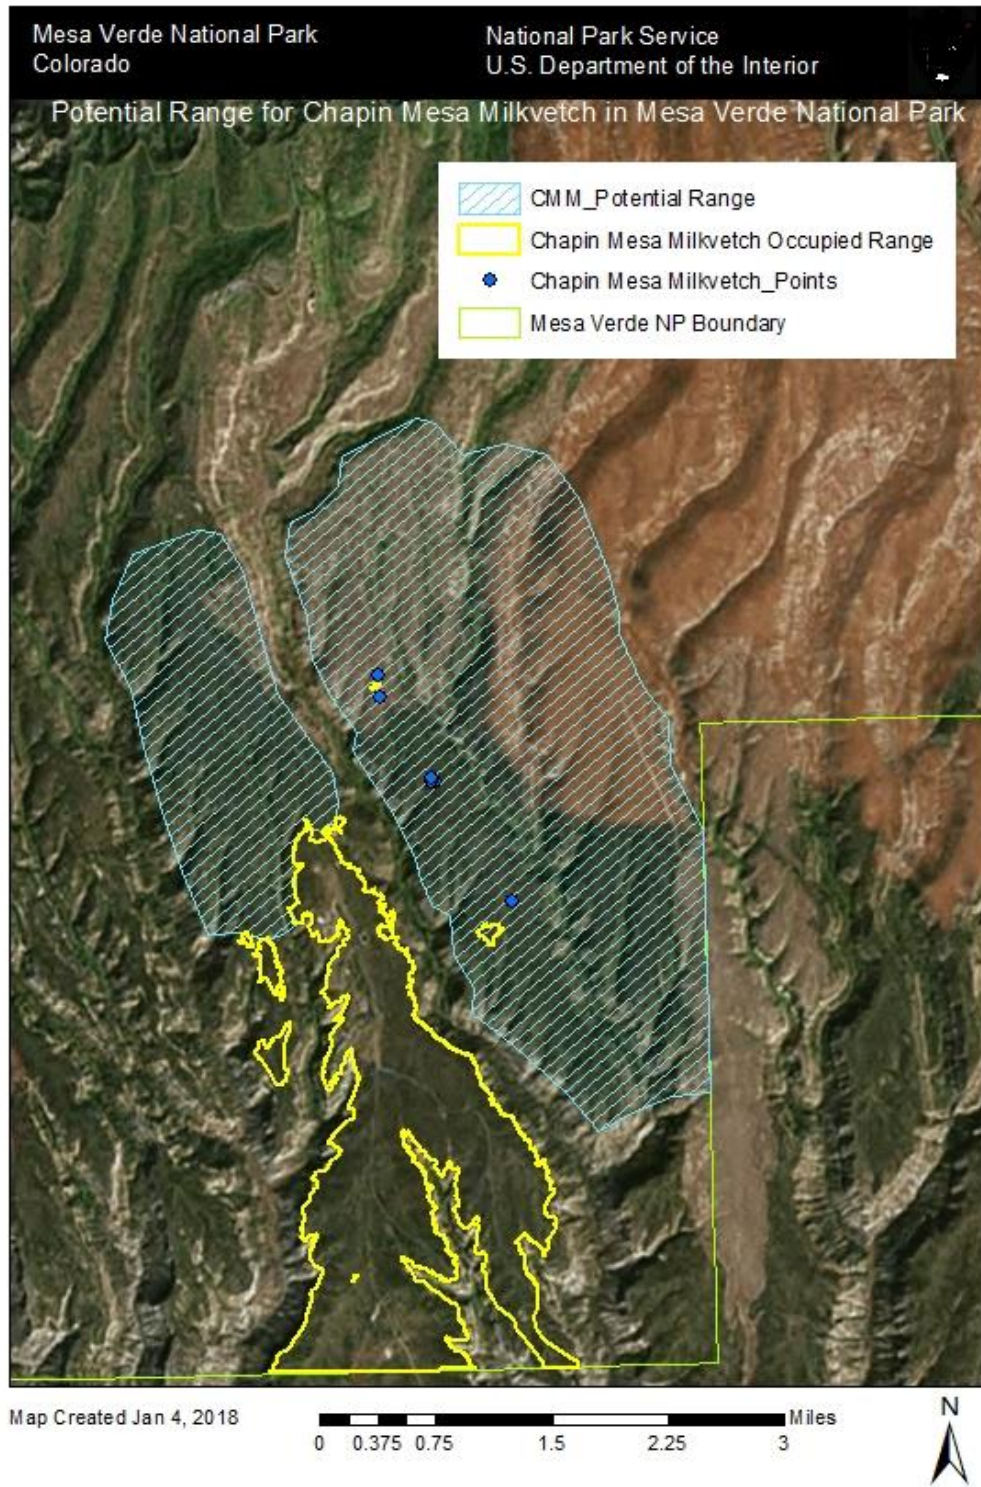 Mesa Verde National Park
Colorado
National Park Service
U.S. Department of the Interior
Potential Range for Chapin Mesa Milkvetch in Mesa Verde National Park
CMM_Potential Range
Chapin Mesa Milkvetch Occupied Range
Chapin Mesa Milkvetch_Points
Mesa Verde NP Boundary
Map Created Jan 4, 2018
Miles
0 0.375 0.75 1.5 2.25 3
N